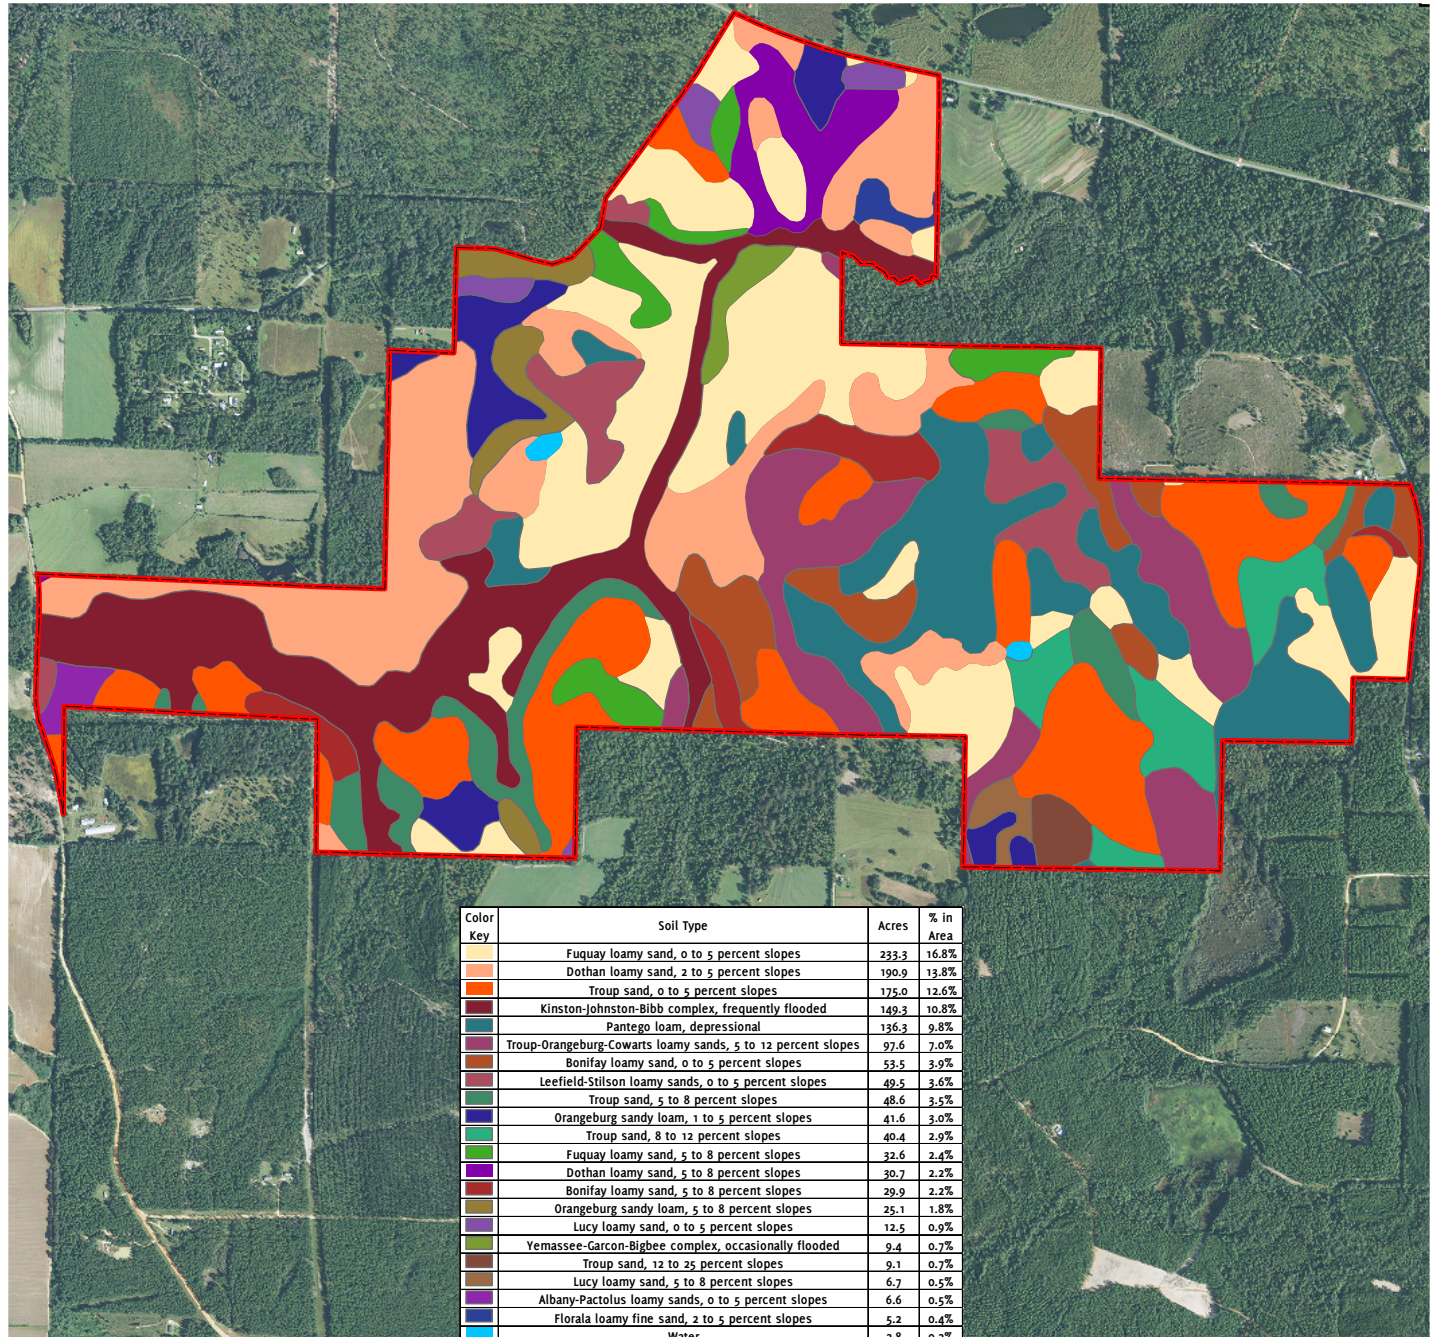 Color Key Soil Type Acres % in Area
Fuquay loamy sand, 0 to 5 percent slopes 233.3 16.8%
Dothan loamy sand, 2 to 5 percent slopes 190.9 13.8%
Troup sand, 0 to 5 percent slopes 175.0 12.6%
Kinston-Johnston-Bibb complex, frequently flooded 149.3 10.8%
Pantego loam, depressional 136.3 9.8%
Troup-Orangeburg-Cowarts loamy sands, 5 to 12 percent slopes 97.6 7.0%
Bonifay loamy sand, 0 to 5 percent slopes 53.5 3.9%
Leefield-Stilson loamy sands, 0 to 5 percent slopes 49.5 3.6%
Troup sand, 5 to 8 percent slopes 48.6 3.5%
Orangeburg sandy loam, 1 to 5 percent slopes 41.6 3.0%
Troup sand, 8 to 12 percent slopes 40.4 2.9%
Fuquay loamy sand, 5 to 8 percent slopes 32.6 2.4%
Dothan loamy sand, 5 to 8 percent slopes 30.7 2.2%
Bonifay loamy sand, 5 to 8 percent slopes 29.9 2.2%
Orangeburg sandy loam, 5 to 8 percent slopes 25.1 1.8%
Lucy loamy sand, 0 to 5 percent slopes 12.5 0.9%
Yemassee-Garcon-Bigbee complex, occasionally flooded 9.4 0.7%
Troup sand, 12 to 25 percent slopes 9.1 0.7%
Lucy loamy sand, 5 to 8 percent slopes 6.7 0.5%
Albany-Pactolus loamy sands, 0 to 5 percent slopes 6.6 0.5%
Florala loamy fine sand, 2 to 5 percent slopes 5.2 0.4%
Water